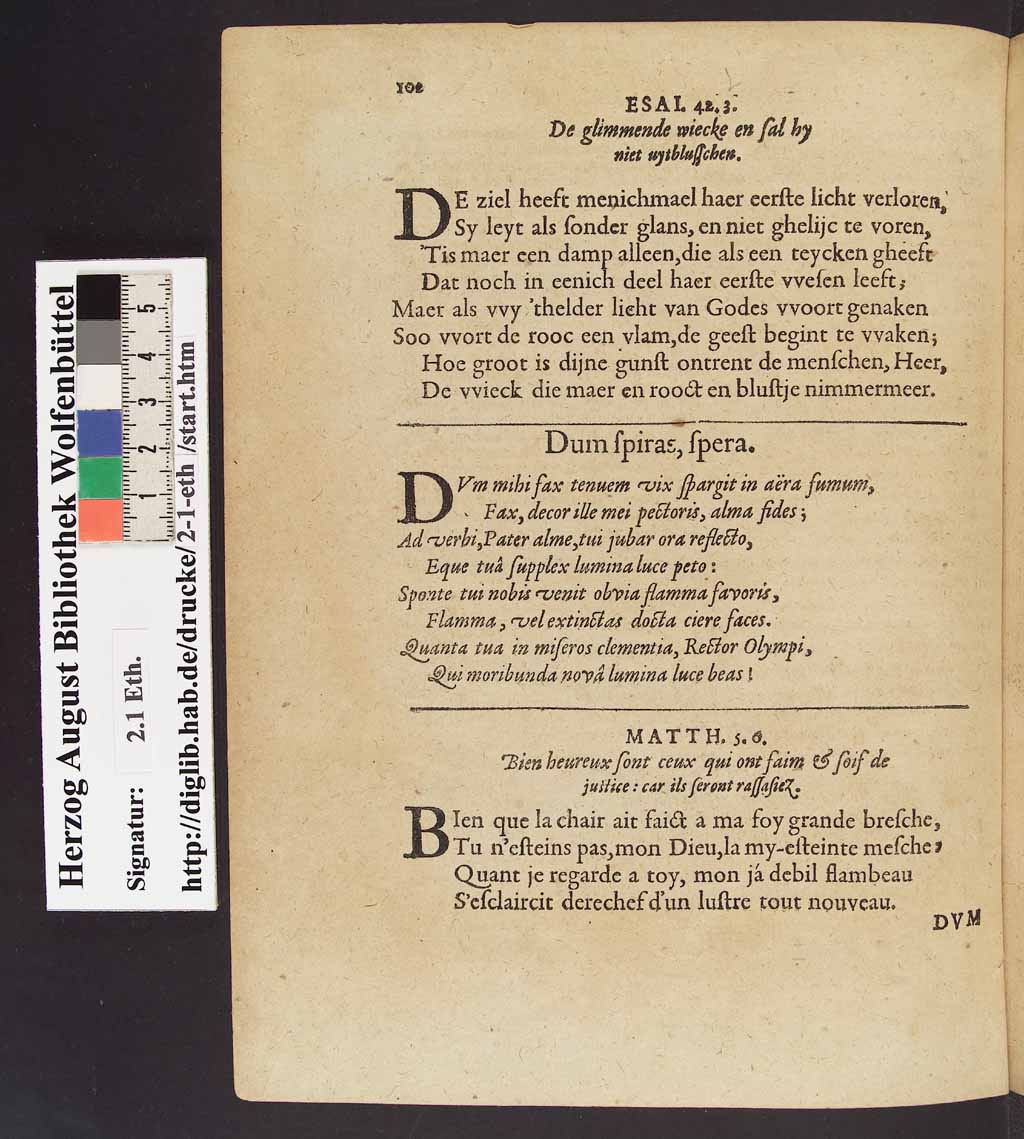 102
ESAI. 42.3.
De glimmende wiecke en ſal hy
niet uytbluſſchen.
DE ziel heeft menichmael haer eerſte licht verloren,
Sy leyt als ſonder glans, en niet ghelijc te voren,
'Tis maer een damp alleen, die als een teycken gheeft
Dat noch in eenich deel haer eerſte vveſen leeft;
Maer als vvy 'thelder licht van Godes vvoort genaken
Soo vvort de rooc een vlam, de geeſt begint te vvaken;
Hoe groot is dijne gunſt ontrent de menſchen, Heer,
De vvieck die maer en rooct en bluſtje nimmermeer.
Dum ſpiras, ſpera.
DVm mihi fax tenuem vix ſpargit in aëra fumum,
Fax, decor ille mei pectoris, alma fides;
Ad verbi, Pater alme, tui jubar ora reflecto,
Eque tuâ ſupplex lumina luce peto:
Sponte tui nobis venit obvia flamma favoris,
Flamma, vel extinctas docta ciere faces.
Quanta tua in miſeros clementia, Rector Olympi,
Qui moribunda novâ lumina luce beas!
MATTH. 5.6.
Bien heureux ſont ceux qui ont faim & ſoif de
juſtice: car ils ſeront raſſaſiez.
BIen que la chair ait faict a ma foy grande breſche,
Tu n'eſteins pas, mon Dieu, la my-eſteinte meſche,
Quant je regarde a toy, mon já debil flambeau
S'eſclaircit derechef d'un luſtre tout nouveau.
DVM
Herzog August Bibliothek Wolfenbüttel
Signatur: 2.1 Eth.
http://diglib.hab.de/drucke/2-1-eth /start.htm
1 2 3 4 5